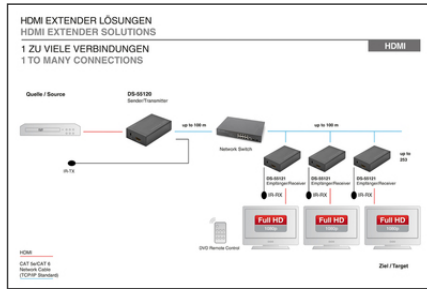 HDMI EXTENDER LÖSUNGEN
HDMI EXTENDER SOLUTIONS
1 ZU VIELE VERBINDUNGEN
1 TO MANY CONNECTIONS
HDMI
Quelle / Source
DS-55120
Sender/Transmitter
up to 100 m
Network Switch
up to 100 m
up to
253
IR-TX
DS-55121
Empfänger/Receiver
DS-55121
Empfänger/Receiver
DS-55121
Empfänger/Receiver
IR-RX
IR-RX
IR-RX
DVD Remote Control
Full HD
1080p
Full HD
1080p
Full HD
1080p
HDMI
CAT 5e/CAT 6
Network Cable
(TCP/IP Standard)
Ziel / Target